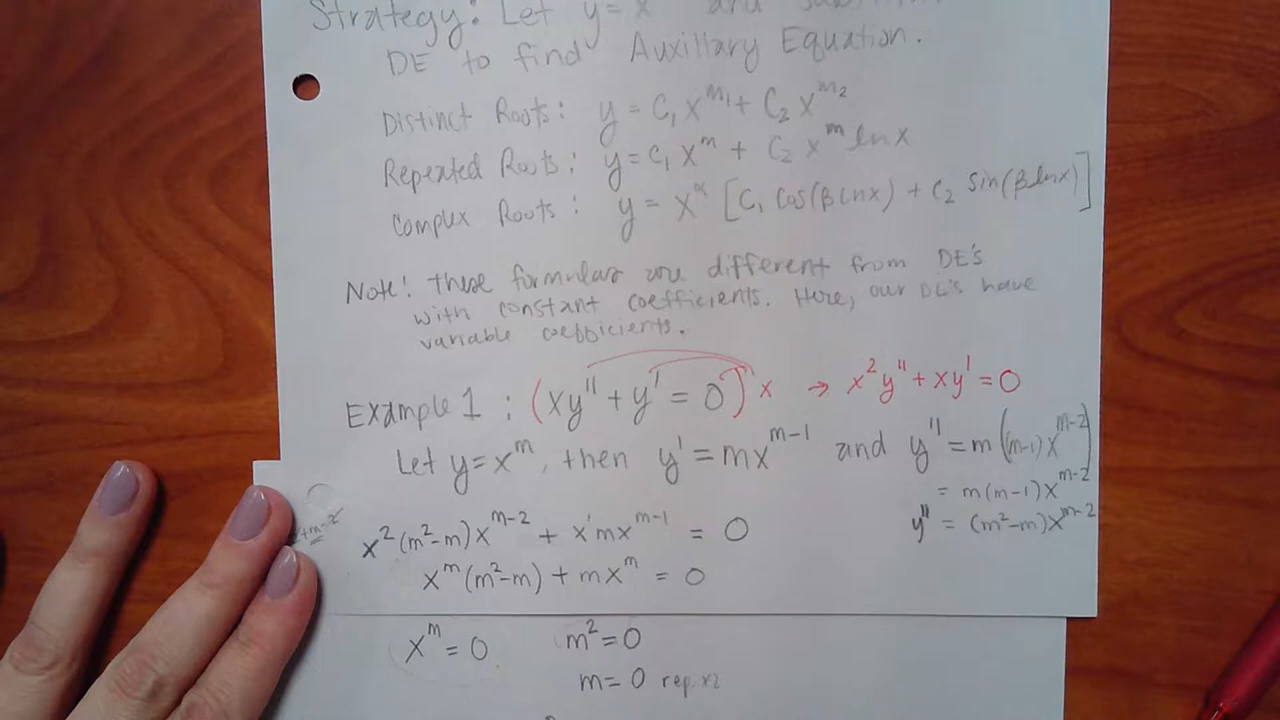 Strategy: Let y = x and
DE to find Auxillary Equation.
Distinct Roots: y = C₁x^m₁ + C₂x^m₂
Repeated Roots: y = c₁x^m + C₂x^m ln x
Complex Roots: y = x^α [C₁ cos(β ln x) + C₂ sin(β ln x)]
Note! these formulas are different from DE's
with constant coefficients. Here, our DE's have
variable coefficients.
Example 1 : (xy'' + y' = 0)x → x²y'' + xy' = 0
Let y = x^m, then y' = mx^(m-1) and y'' = m((m-1)x^(m-2))
= m(m-1)x^(m-2)
x²(m²-m)x^(m-2) + x'mx^(m-1) = 0
y'' = (m²-m)x^(m-2)
x^m(m²-m) + mx^m = 0
x^m = 0 m² = 0
m = 0 rep. x2